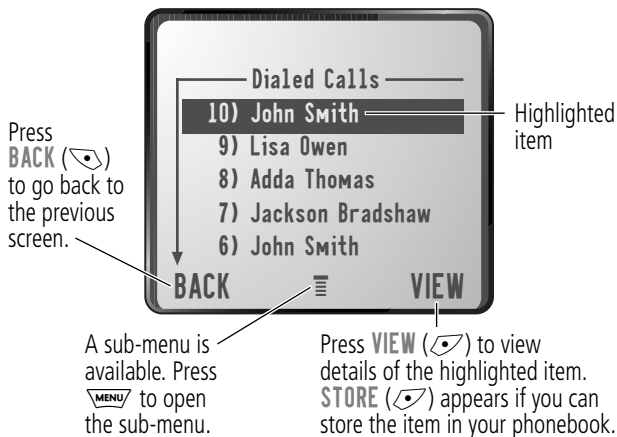 Dialed Calls
10) John Smith
9) Lisa Owen
8) Adda Thomas
7) Jackson Bradshaw
6) John Smith
BACK
VIEW
Highlighted
item
Press
BACK ( )
to go back to
the previous
screen.
A sub-menu is
available. Press
MENU to open
the sub-menu.
Press VIEW ( ) to view
details of the highlighted item.
STORE ( ) appears if you can
store the item in your phonebook.